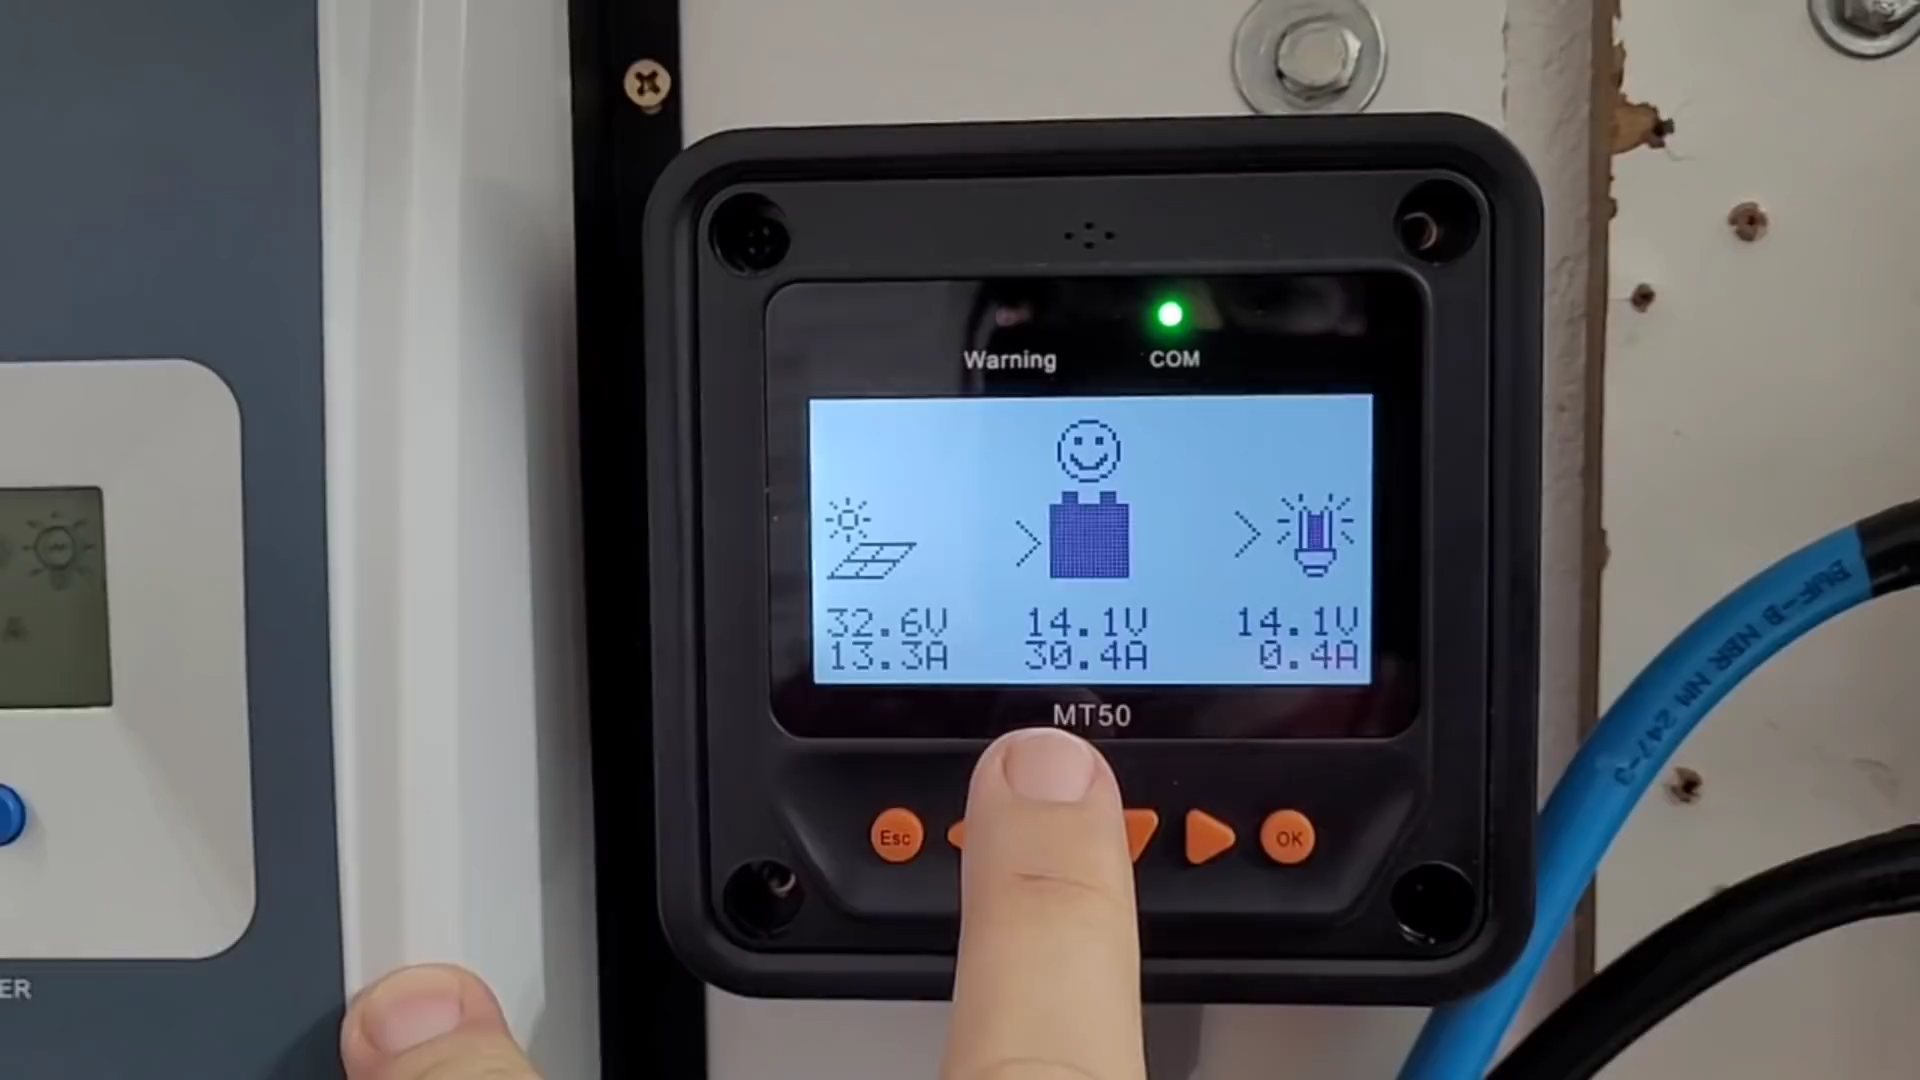 Warning COM
32.6V 14.1V 14.1V
13.3A 30.4A 0.4A
MT50
Esc OK
ER